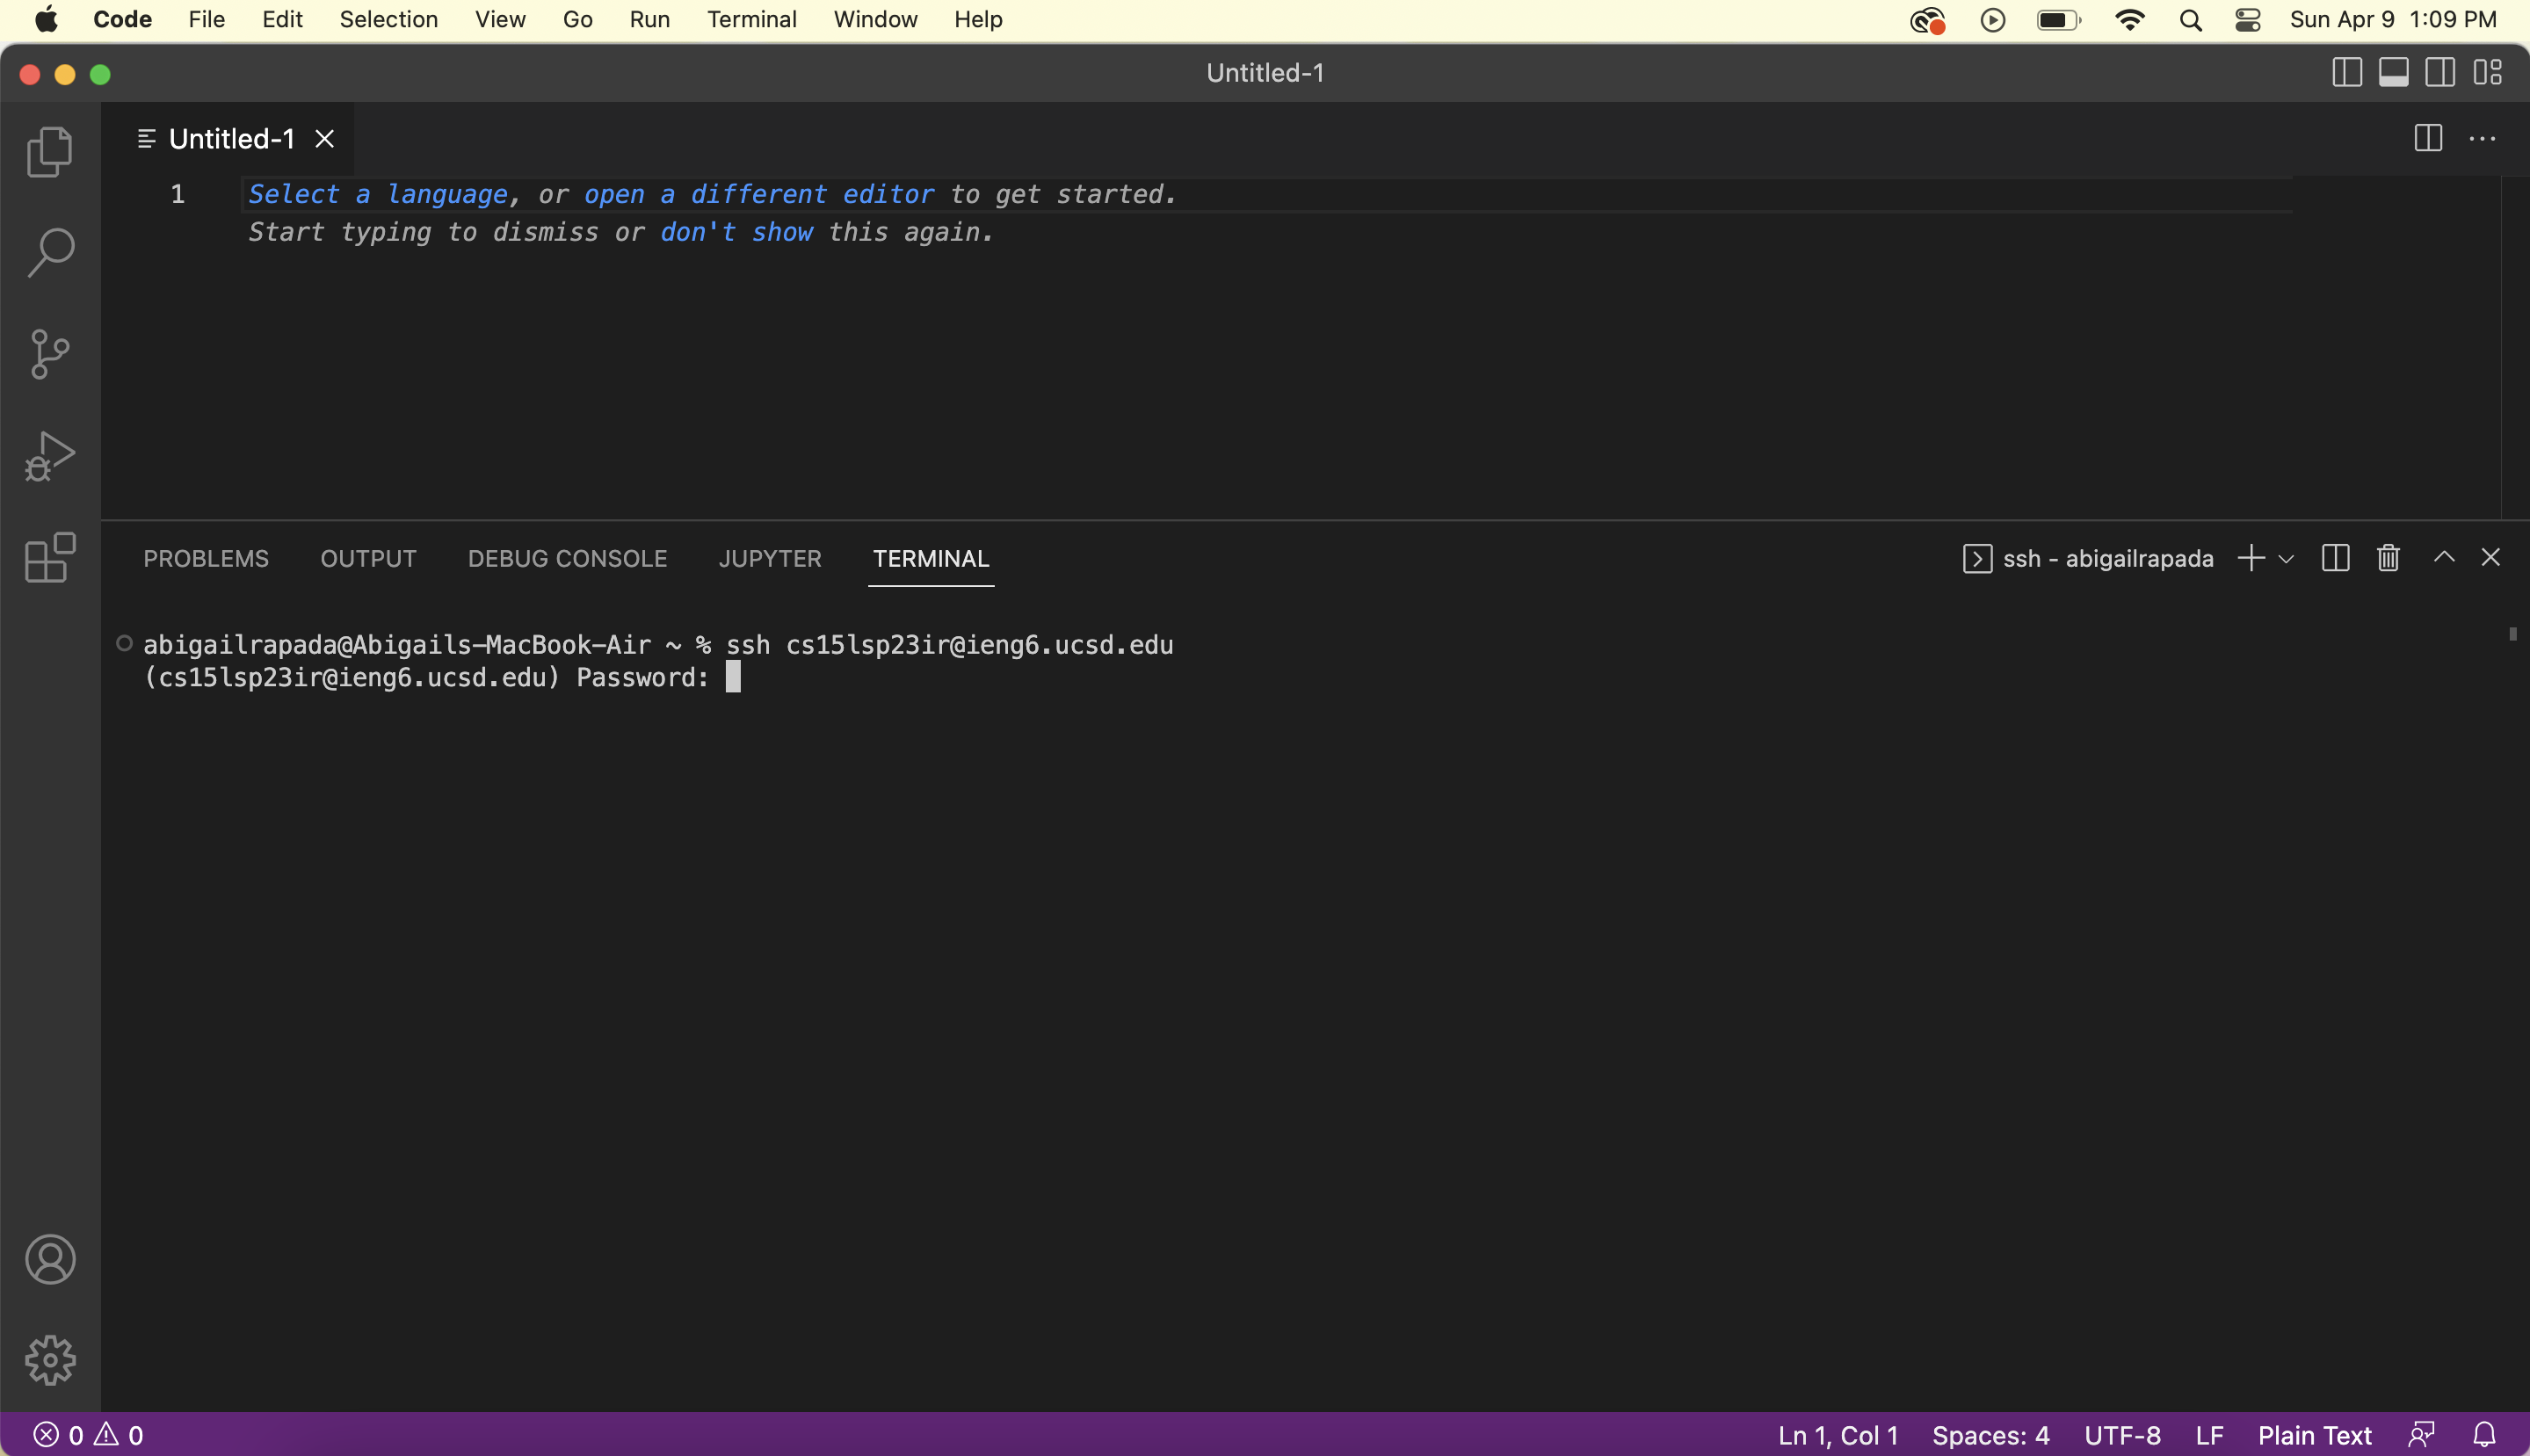 Code File Edit Selection View Go Run Terminal Window Help Sun Apr 9 1:09 PM
Untitled-1
Untitled-1
1 Select a language, or open a different editor to get started.
Start typing to dismiss or don't show this again.
PROBLEMS OUTPUT DEBUG CONSOLE JUPYTER TERMINAL ssh - abigailrapada
abigailrapada@Abigails-MacBook-Air ~ % ssh cs15lsp23ir@ieng6.ucsd.edu
(cs15lsp23ir@ieng6.ucsd.edu) Password:
0 0 Ln 1, Col 1 Spaces: 4 UTF-8 LF Plain Text